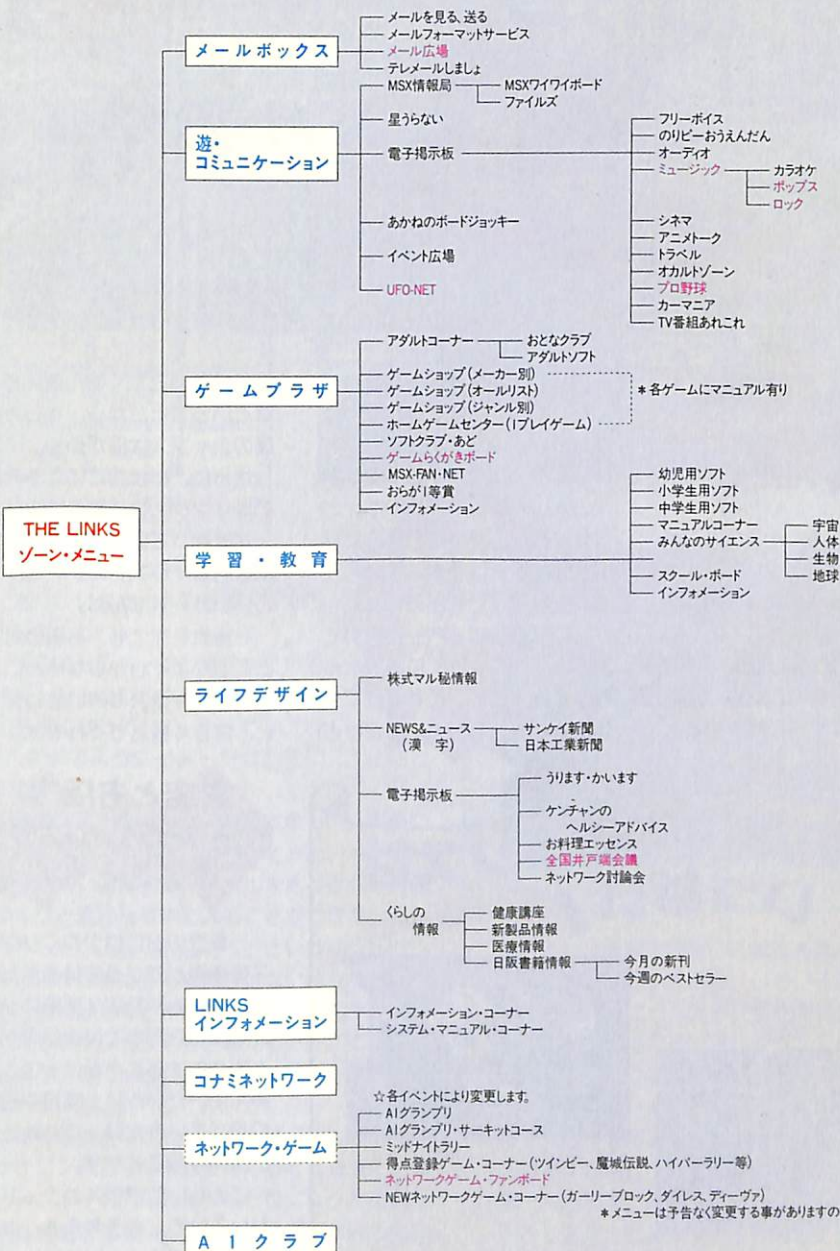 THE LINKS
ゾーン・メニュー
メールボックス
メールを見る、送る
メールフォーマットサービス
メール広場
テレメールしましょ
遊・
コミュニケーション
MSX情報局
MSXワイワイボード
ファイルズ
星うらない
電子掲示板
フリーボイス
のりピーおうえんだん
オーディオ
ミュージック
カラオケ
ポップス
ロック
シネマ
アニメトーク
トラベル
オカルトゾーン
プロ野球
カーマニア
TV番組あれこれ
あかねのボードジョッキー
イベント広場
UFO-NET
ゲームプラザ
アダルトコーナー
おとなクラブ
アダルトソフト
ゲームショップ(メーカー別)
ゲームショップ(オールリスト)
ゲームショップ(ジャンル別)
ホームゲームセンター(1プレイゲーム)
*各ゲームにマニュアル有り
ソフトクラブ・あど
ゲームらくがきボード
MSX-FAN・NET
おらが1等賞
インフォメーション
学習・教育
幼児用ソフト
小学生用ソフト
中学生用ソフト
マニュアルコーナー
みんなのサイエンス
宇宙
人体
生物
地球
スクール・ボード
インフォメーション
ライフデザイン
株式マル秘情報
NEWS&ニュース
(漢 字)
サンケイ新聞
日本工業新聞
電子掲示板
うります・かいます
ケンチャンの
ヘルシーアドバイス
お料理エッセンス
全国井戸端会議
ネットワーク討論会
くらしの
情報
健康講座
新製品情報
医療情報
日阪書籍情報
今月の新刊
今週のベストセラー
LINKS
インフォメーション
インフォメーション・コーナー
システム・マニュアル・コーナー
コナミネットワーク
ネットワーク・ゲーム
☆各イベントにより変更します。
A1グランプリ
A1グランプリ・サーキットコース
ミッドナイトラリー
得点登録ゲーム・コーナー(ツインビー、魔城伝説、ハイパーラリー等)
ネットワークゲーム・ファンボード
NEWネットワークゲーム・コーナー(ガーリーブロック、ダイレス、ディーヴァ)
*メニューは予告なく変更する事がありますの
A1クラブ